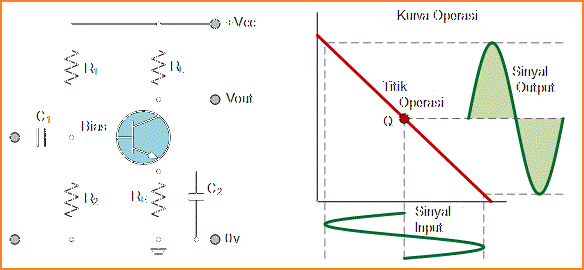 +Vcc
R1
RL
Vout
C1
Bias
R2
RE
C2
0v
Kurva Operasi
Titik
Operasi
Q
Sinyal
Output
Sinyal
Input